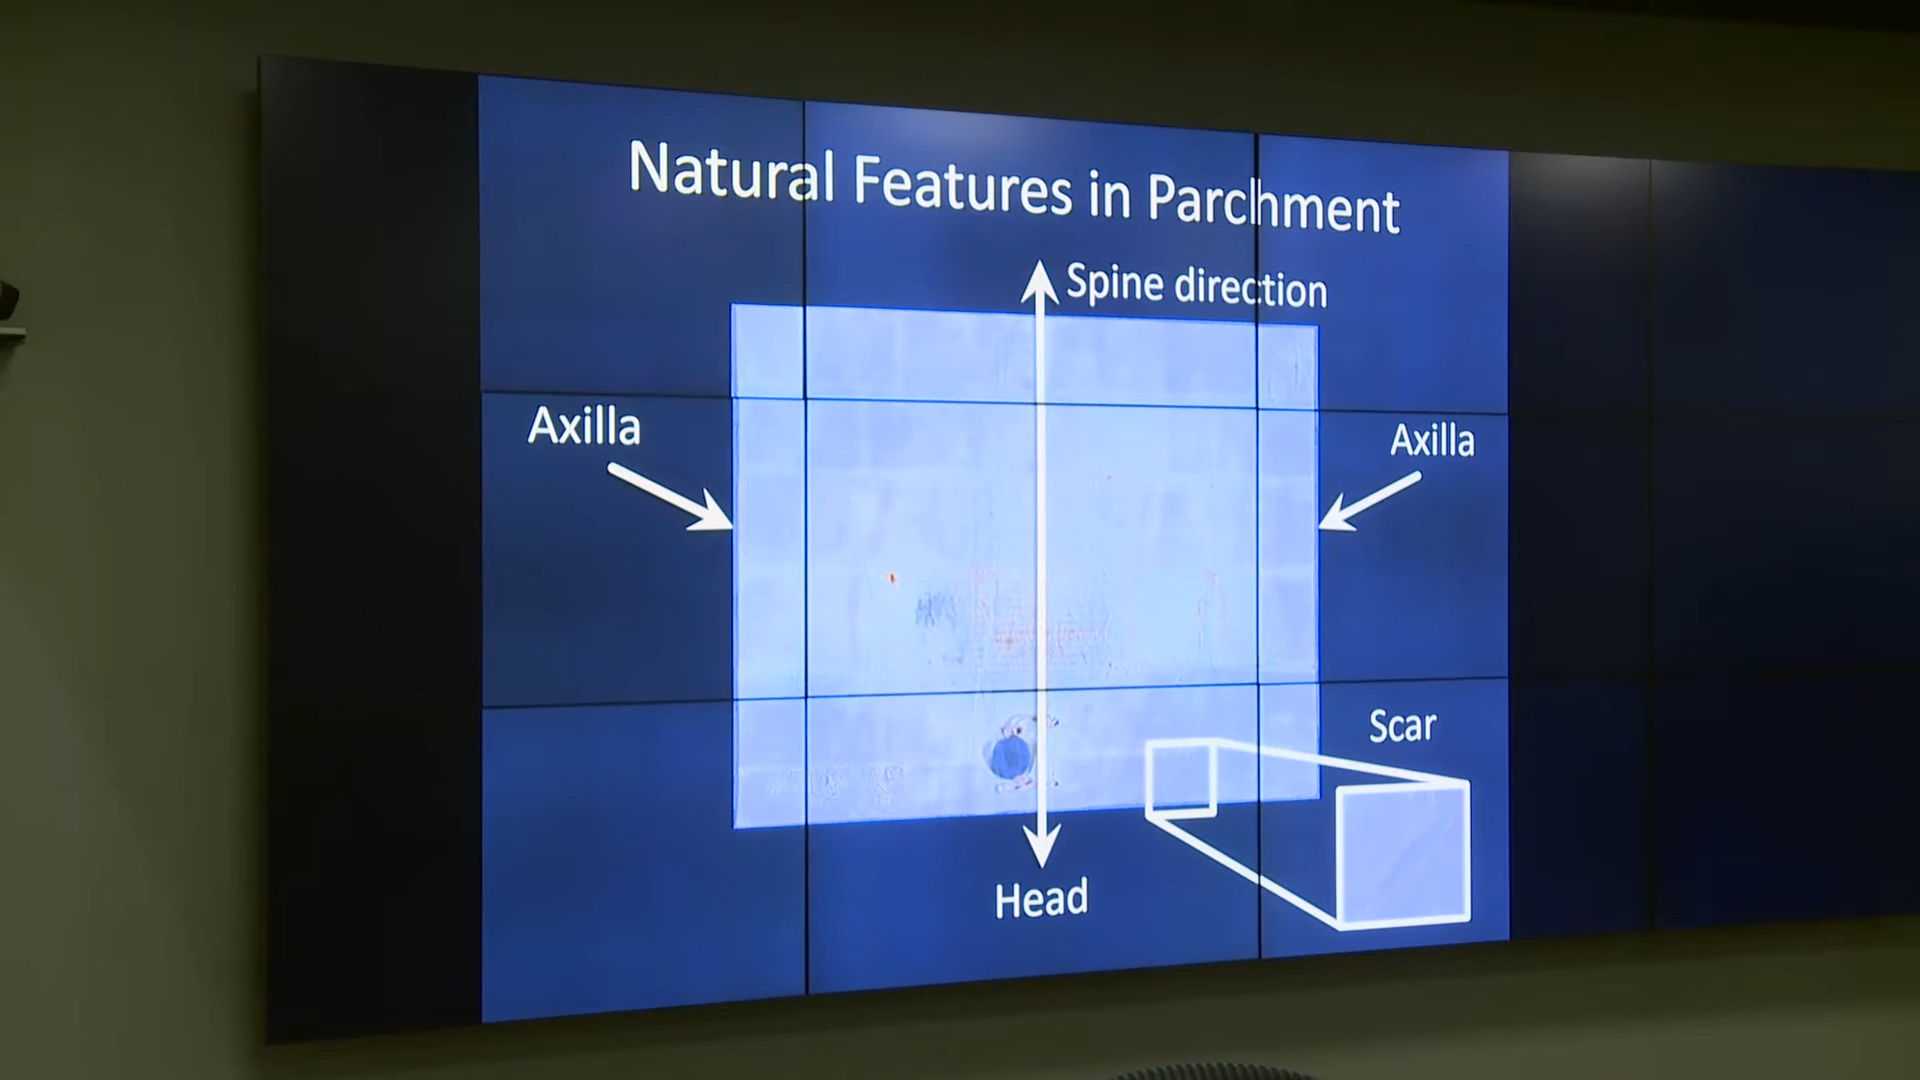 Natural Features in Parchment
Spine direction
Axilla
Axilla
Scar
Head